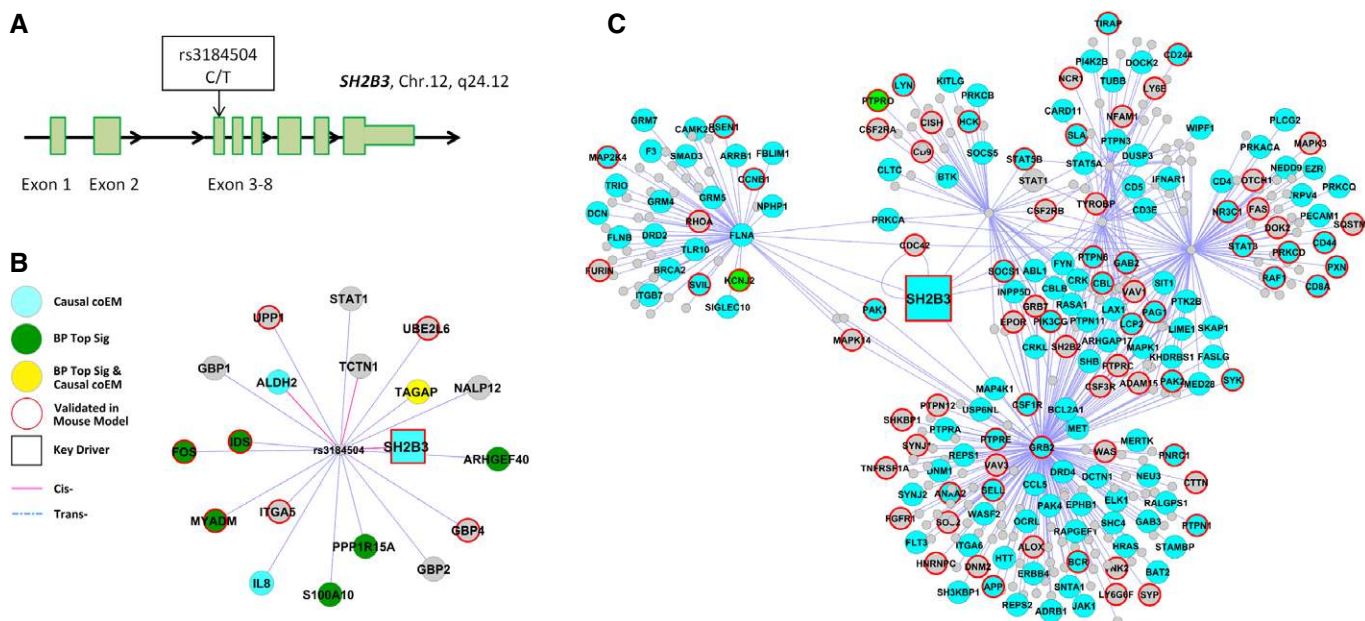 A
rs3184504
C/T
SH2B3, Chr.12, q24.12
Exon 1
Exon 2
Exon 3-8
B
Causal coEM
BP Top Sig
BP Top Sig &
Causal coEM
Validated in
Mouse Model
Key Driver
Cis-
Trans-
STAT1
UPP1
UBE2L6
GBP1
TCTN1
ALDH2
TAGAP
NALP12
IDS
FOS
rs3184504
SH2B3
ARHGEF40
MYADM
ITGA5
GBP4
PPP1R15A
GBP2
IL8
S100A10
C
TIRAP
PI4K2B
DOCK2
CD244
KITLG
LYN
NCR1
TUBB
PTPRO
PRKCB
LY6E
CARD11
NFAM1
CSF2RA
CISH
HCK
SLA
PTPN3
WIPF1
PLCG2
GRM7
CAMK2G
F3
SMAD3
ARRB1
FBLIM1
MAP2K4
CCNB1
CD9
SOCS5
STAT5B
STAT5A
DUSP3
PRKACA
MAPK3
CLTC
BTK
STAT1
IFNAR1
CD4
NEDD9
EZR
TRIO
GRM4
GRM5
NPHP1
CD5
CD3E
PRKCQ
DCN
RHOA
TYROBP
CSF2RB
NR3C1
FAS
PECAM1
SQSTM
FLNB
DRD2
FLNA
PRKCA
DOK2
TLR10
CDC42
STAT3
PRKCD
CD44
PXN
FURIN
BRCA2
SVIL
KCNJ2
RAF1
CD8A
ITGB7
SIGLEC10
SH2B3
SOCS1
ABL1
FYN
PTPN6
GAB2
CRK
INPP5D
CBLB
CBL
VAV1
SIT1
PAK1
GRB7
RASA1
LAX1
PAG1
PTK2B
EPOR
PIK3CG
PTPN11
LCP2
LIME1
SKAP1
MAPK14
CRKL
SH2B2
ARHGAP17
MAPK1
SHB
PTPRC
KHDRBS1
FASLG
CSF3R
ADAM15
PAK2
MED28
SYK
MAP4K1
PTPN12
USP6NL
CSF1R
BCL2A1
SHKBP1
PTPRA
MET
SYNJ1
PTPRE
GRB2
WAS
MERTK
PNRC1
TNFRSF1A
REPS1
VAV3
DRD4
DCTN1
NEU3
CTTN
DNM1
SYNJ2
SELL
CCL5
ELK1
RALGPS1
FGFR1
WASF2
PAK4
EPHB1
SHC4
GAB3
PTPN1
OCRL
RAPGEF1
FLT3
ITGA6
ALOX
HRAS
STAMBP
HNRNPC
DNM2
HTT
BCR
BAT2
SH3KBP1
APP
ERBB4
SNTA1
LY6G6F
SYP
REPS2
ADRB1
JAK1